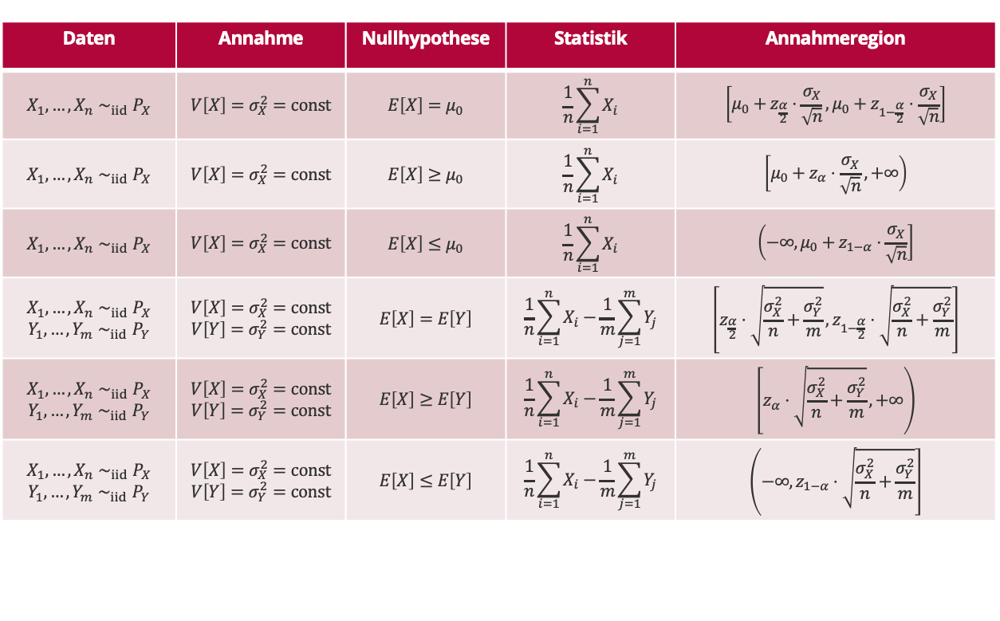 Daten Annahme Nullhypothese Statistik Annahmeregion
$X_1, \ldots, X_n \sim_{\text{iid}} P_X$ $V[X] = \sigma_X^2 = \text{const}$ $E[X] = \mu_0$ $\frac{1}{n}\sum_{i=1}^{n} X_i$ $\left[\mu_0 + z_{\frac{\alpha}{2}} \cdot \frac{\sigma_X}{\sqrt{n}}, \mu_0 + z_{1-\frac{\alpha}{2}} \cdot \frac{\sigma_X}{\sqrt{n}}\right]$
$X_1, \ldots, X_n \sim_{\text{iid}} P_X$ $V[X] = \sigma_X^2 = \text{const}$ $E[X] \geq \mu_0$ $\frac{1}{n}\sum_{i=1}^{n} X_i$ $\left[\mu_0 + z_{\alpha} \cdot \frac{\sigma_X}{\sqrt{n}}, +\infty\right)$
$X_1, \ldots, X_n \sim_{\text{iid}} P_X$ $V[X] = \sigma_X^2 = \text{const}$ $E[X] \leq \mu_0$ $\frac{1}{n}\sum_{i=1}^{n} X_i$ $\left(-\infty, \mu_0 + z_{1-\alpha} \cdot \frac{\sigma_X}{\sqrt{n}}\right]$
$X_1, \ldots, X_n \sim_{\text{iid}} P_X$
$Y_1, \ldots, Y_m \sim_{\text{iid}} P_Y$
$V[X] = \sigma_X^2 = \text{const}$
$V[Y] = \sigma_Y^2 = \text{const}$
$E[X] = E[Y]$ $\frac{1}{n}\sum_{i=1}^{n} X_i - \frac{1}{m}\sum_{j=1}^{m} Y_j$ $\left[z_{\frac{\alpha}{2}} \cdot \sqrt{\frac{\sigma_X^2}{n} + \frac{\sigma_Y^2}{m}}, z_{1-\frac{\alpha}{2}} \cdot \sqrt{\frac{\sigma_X^2}{n} + \frac{\sigma_Y^2}{m}}\right]$
$X_1, \ldots, X_n \sim_{\text{iid}} P_X$
$Y_1, \ldots, Y_m \sim_{\text{iid}} P_Y$
$V[X] = \sigma_X^2 = \text{const}$
$V[Y] = \sigma_Y^2 = \text{const}$
$E[X] \geq E[Y]$ $\frac{1}{n}\sum_{i=1}^{n} X_i - \frac{1}{m}\sum_{j=1}^{m} Y_j$ $\left[z_{\alpha} \cdot \sqrt{\frac{\sigma_X^2}{n} + \frac{\sigma_Y^2}{m}}, +\infty\right)$
$X_1, \ldots, X_n \sim_{\text{iid}} P_X$
$Y_1, \ldots, Y_m \sim_{\text{iid}} P_Y$
$V[X] = \sigma_X^2 = \text{const}$
$V[Y] = \sigma_Y^2 = \text{const}$
$E[X] \leq E[Y]$ $\frac{1}{n}\sum_{i=1}^{n} X_i - \frac{1}{m}\sum_{j=1}^{m} Y_j$ $\left(-\infty, z_{1-\alpha} \cdot \sqrt{\frac{\sigma_X^2}{n} + \frac{\sigma_Y^2}{m}}\right]$